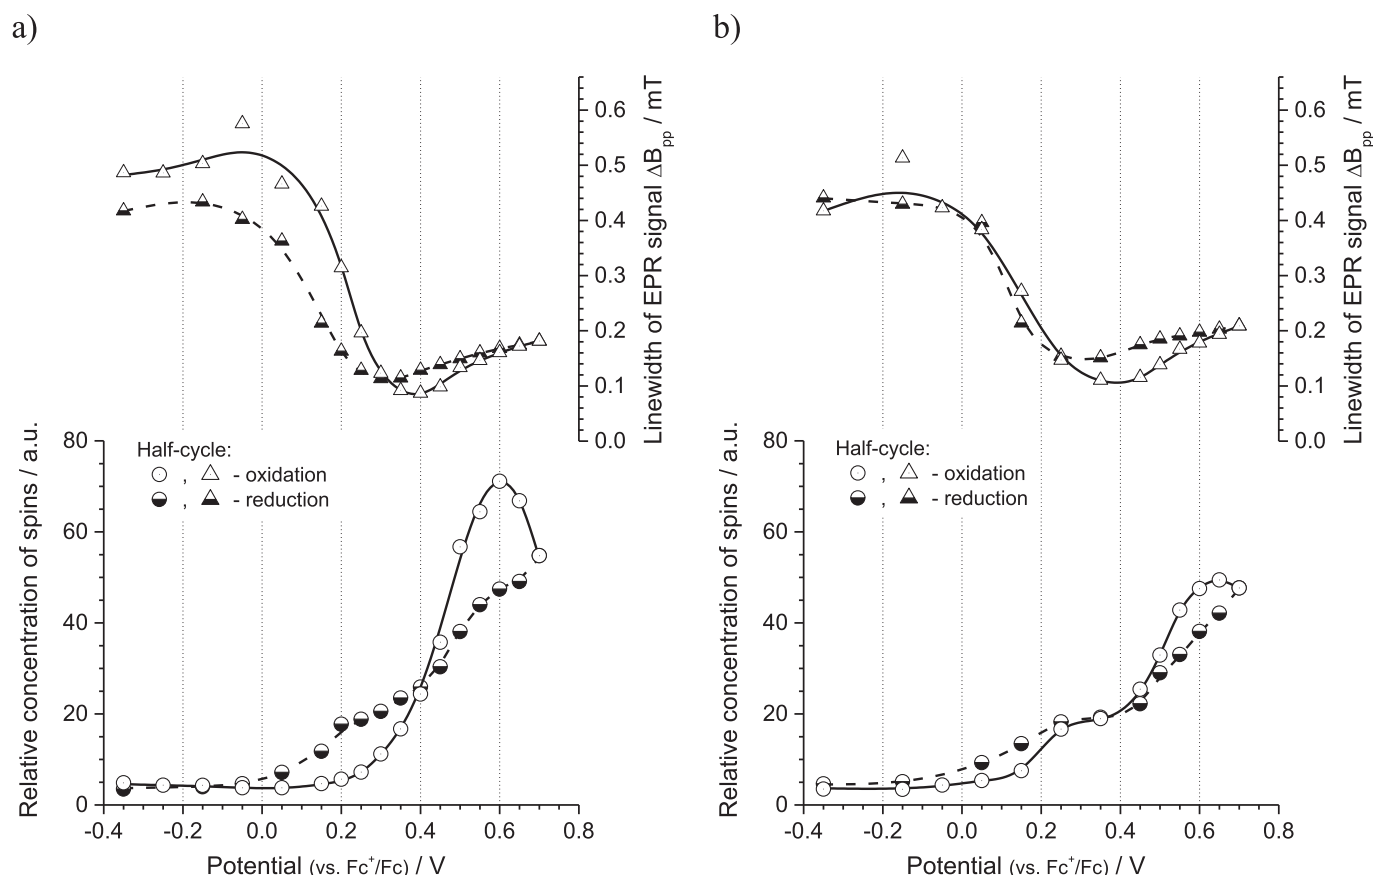 a)
0.6
0.5
0.4
0.3
0.2
0.1
0.0
Linewidth of EPR signal ΔBpp / mT
80
60
40
20
0
Relative concentration of spins / a.u.
Half-cycle:
, - oxidation
, - reduction
-0.4 -0.2 0.0 0.2 0.4 0.6 0.8
Potential (vs. Fc+/Fc) / V
b)
0.6
0.5
0.4
0.3
0.2
0.1
0.0
Linewidth of EPR signal ΔBpp / mT
80
60
40
20
0
Relative concentration of spins / a.u.
Half-cycle:
, - oxidation
, - reduction
-0.4 -0.2 0.0 0.2 0.4 0.6 0.8
Potential (vs. Fc+/Fc) / V